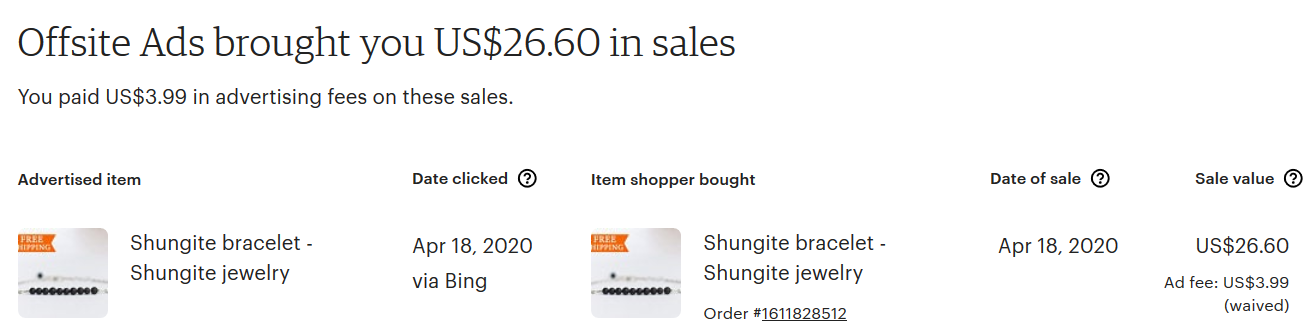 Offsite Ads brought you US$26.60 in sales
You paid US$3.99 in advertising fees on these sales.
Advertised item Date clicked ? Item shopper bought Date of sale ? Sale value ?
FREE
SHIPPING
Shungite bracelet -
Shungite jewelry
Apr 18, 2020
via Bing
FREE
SHIPPING
Shungite bracelet -
Shungite jewelry
Order #1611828512
Apr 18, 2020
US$26.60
Ad fee: US$3.99
(waived)